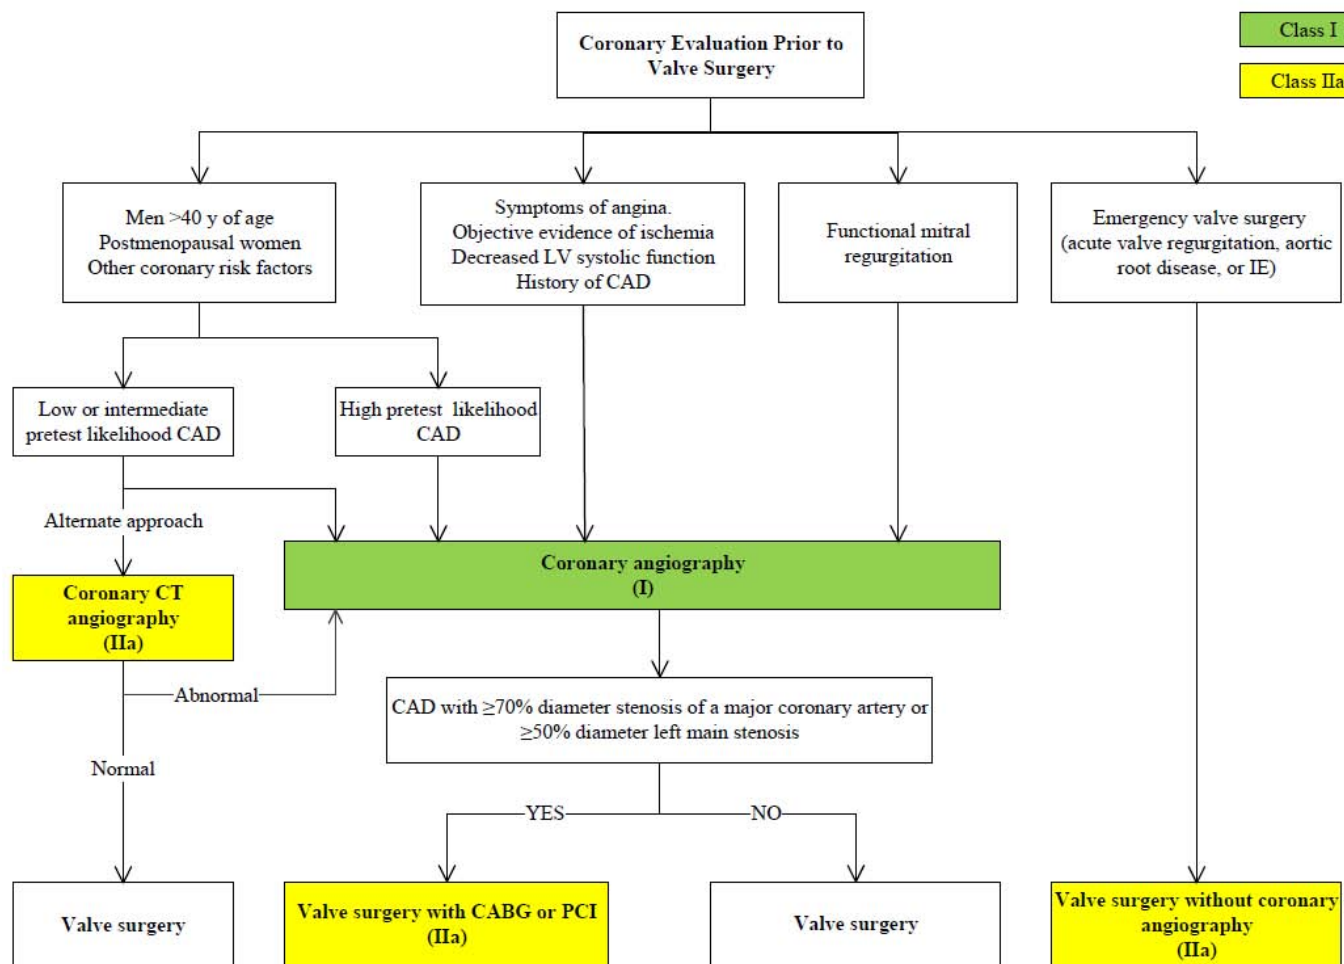 Coronary Evaluation Prior to
Valve Surgery
Class I
Class IIa
Men >40 y of age
Postmenopausal women
Other coronary risk factors
Symptoms of angina.
Objective evidence of ischemia
Decreased LV systolic function
History of CAD
Functional mitral
regurgitation
Emergency valve surgery
(acute valve regurgitation, aortic
root disease, or IE)
Low or intermediate
pretest likelihood CAD
High pretest likelihood
CAD
Alternate approach
Coronary CT
angiography
(IIa)
Coronary angiography
(I)
Abnormal
Normal
CAD with ≥70% diameter stenosis of a major coronary artery or
≥50% diameter left main stenosis
YES
NO
Valve surgery
Valve surgery with CABG or PCI
(IIa)
Valve surgery
Valve surgery without coronary
angiography
(IIa)